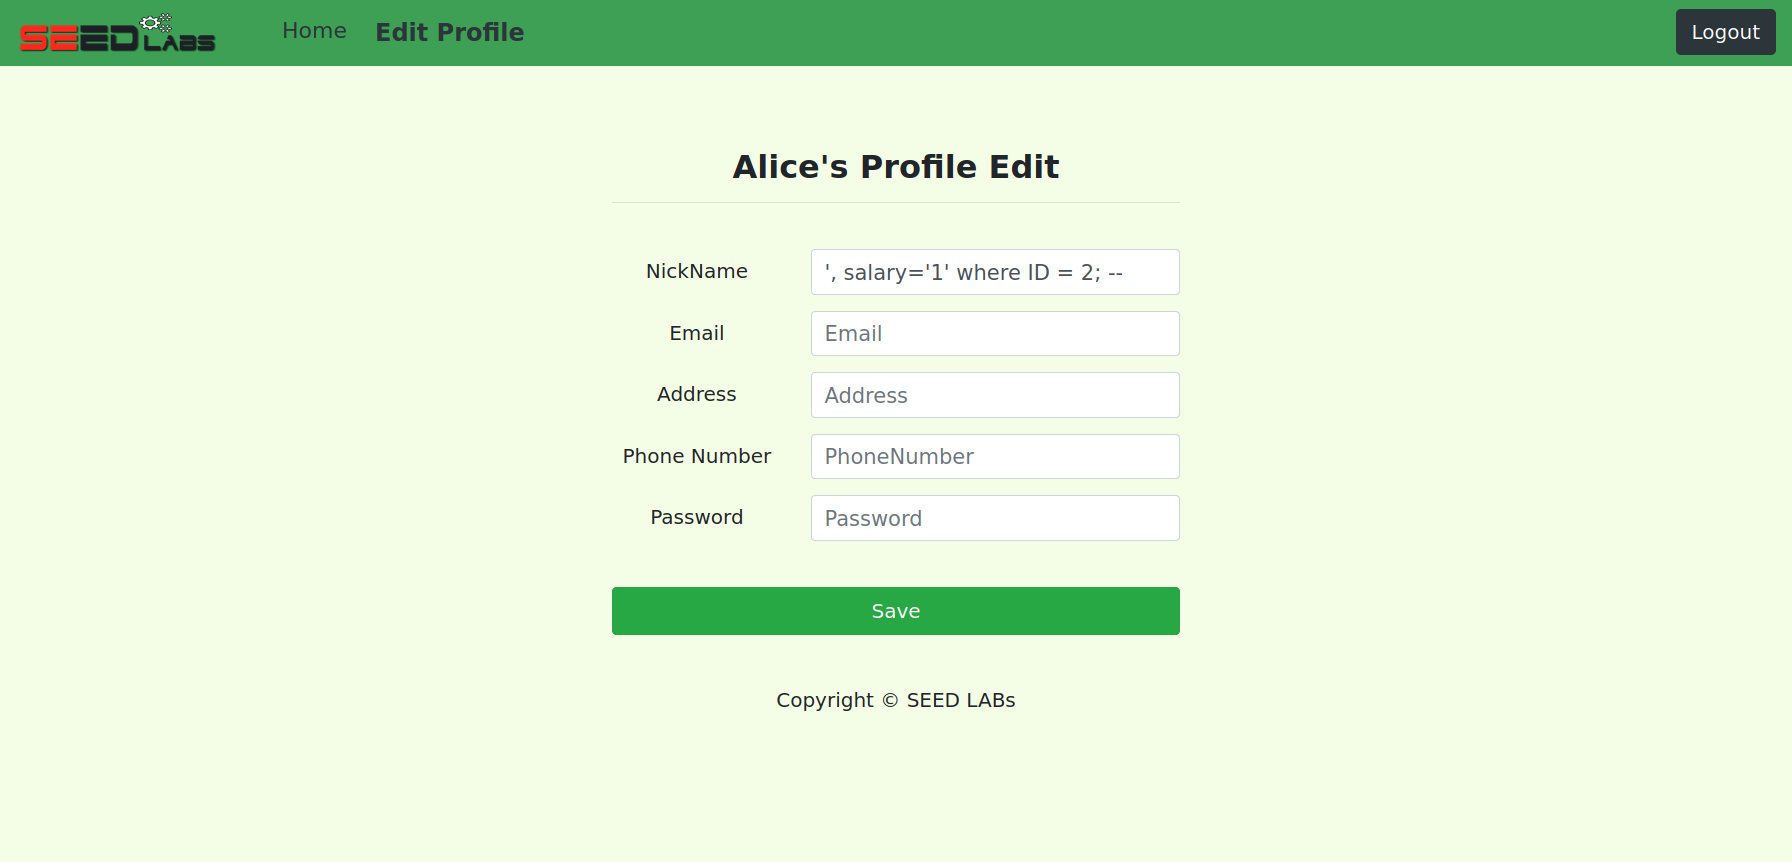 SEED LABS Home Edit Profile Logout
Alice's Profile Edit
NickName ', salary='1' where ID = 2; --
Email Email
Address Address
Phone Number PhoneNumber
Password Password
Save
Copyright © SEED LABs